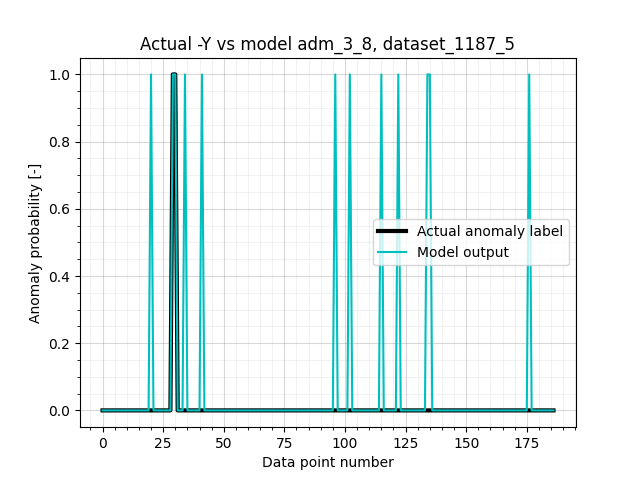 Actual -Y vs model adm_3_8, dataset_1187_5
1.0
0.8
0.6
0.4
0.2
0.0
Anomaly probability [-]
Actual anomaly label
Model output
0 25 50 75 100 125 150 175
Data point number